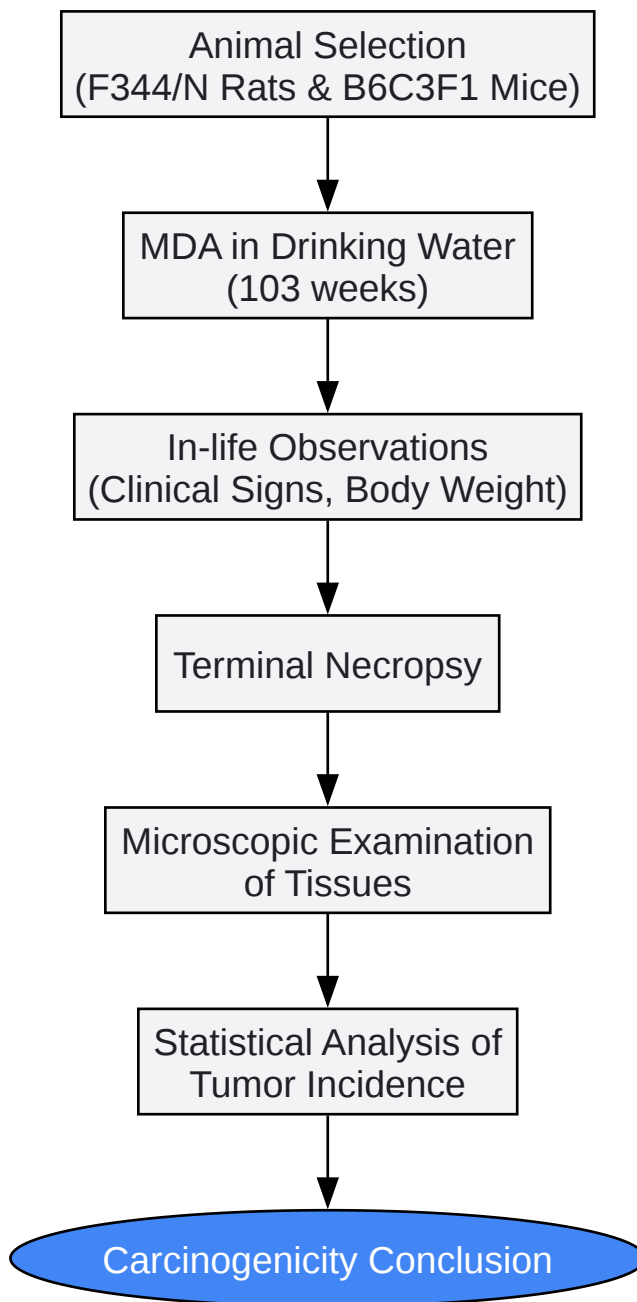 Animal Selection
(F344/N Rats & B6C3F1 Mice)
MDA in Drinking Water
(103 weeks)
In-life Observations
(Clinical Signs, Body Weight)
Terminal Necropsy
Microscopic Examination
of Tissues
Statistical Analysis of
Tumor Incidence
Carcinogenicity Conclusion